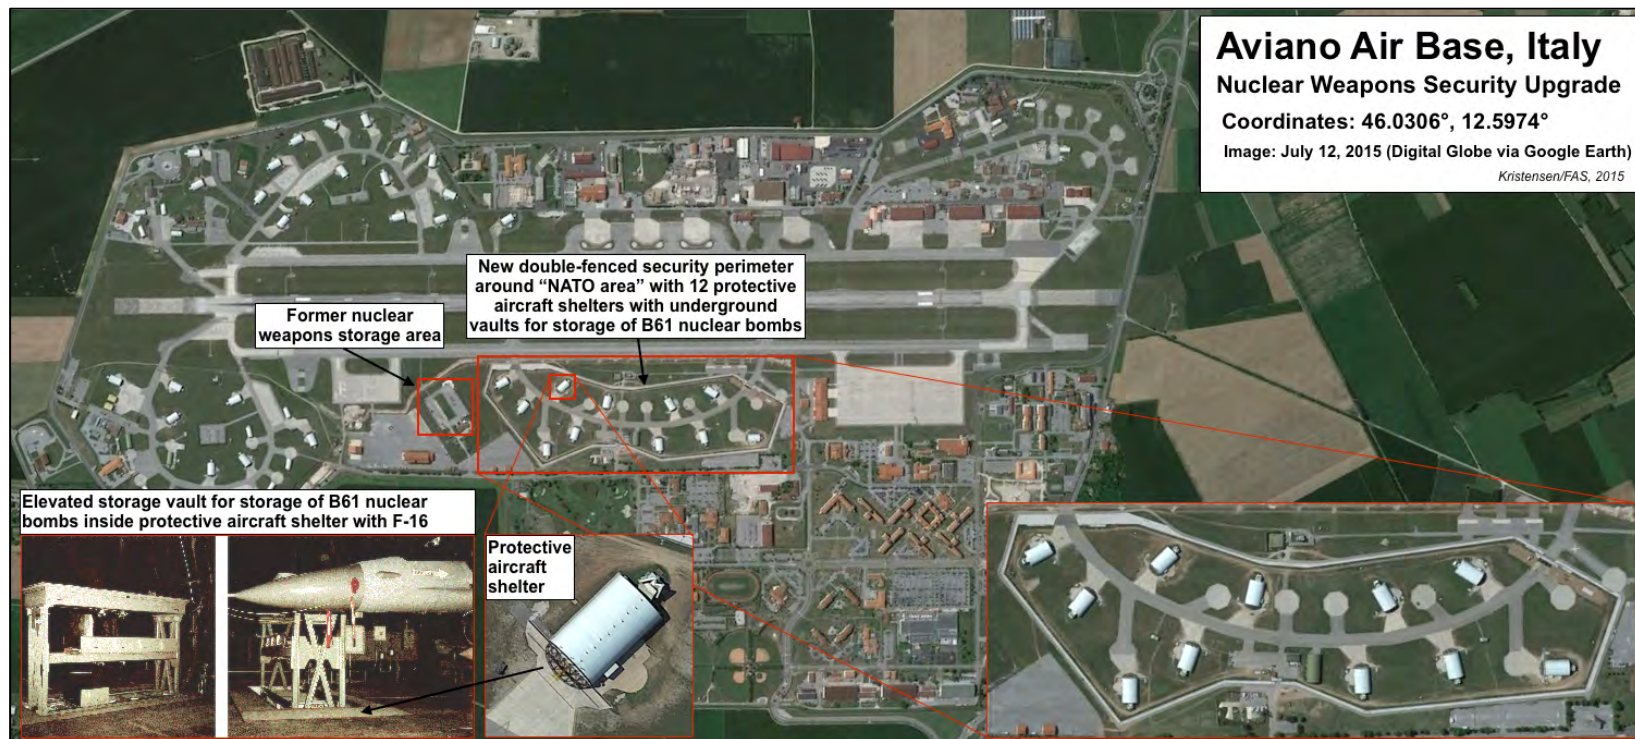 Aviano Air Base, Italy
Nuclear Weapons Security Upgrade
Coordinates: 46.0306°, 12.5974°
Image: July 12, 2015 (Digital Globe via Google Earth)
Kristensen/FAS, 2015
New double-fenced security perimeter
around “NATO area” with 12 protective
aircraft shelters with underground
vaults for storage of B61 nuclear bombs
Former nuclear
weapons storage area
Elevated storage vault for storage of B61 nuclear
bombs inside protective aircraft shelter with F-16
Protective
aircraft
shelter